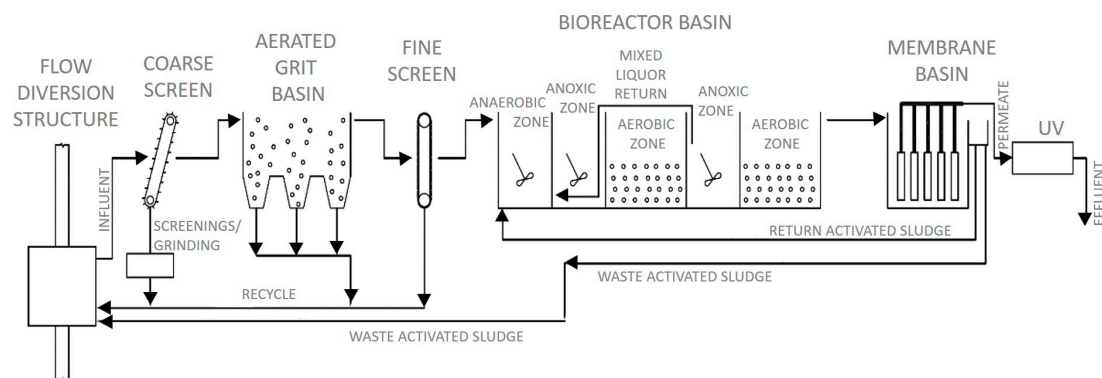 FLOW
DIVERSION
STRUCTURE
COARSE
SCREEN
AERATED
GRIT
BASIN
FINE
SCREEN
BIOREACTOR BASIN
ANAEROBIC
ZONE
ANOXIC
ZONE
MIXED
LIQUOR
RETURN
AEROBIC
ZONE
ANOXIC
ZONE
AEROBIC
ZONE
MEMBRANE
BASIN
PERMEATE
UV
EFFLUENT
INFLUENT
SCREENINGS/
GRINDING
RETURN ACTIVATED SLUDGE
WASTE ACTIVATED SLUDGE
RECYCLE
WASTE ACTIVATED SLUDGE